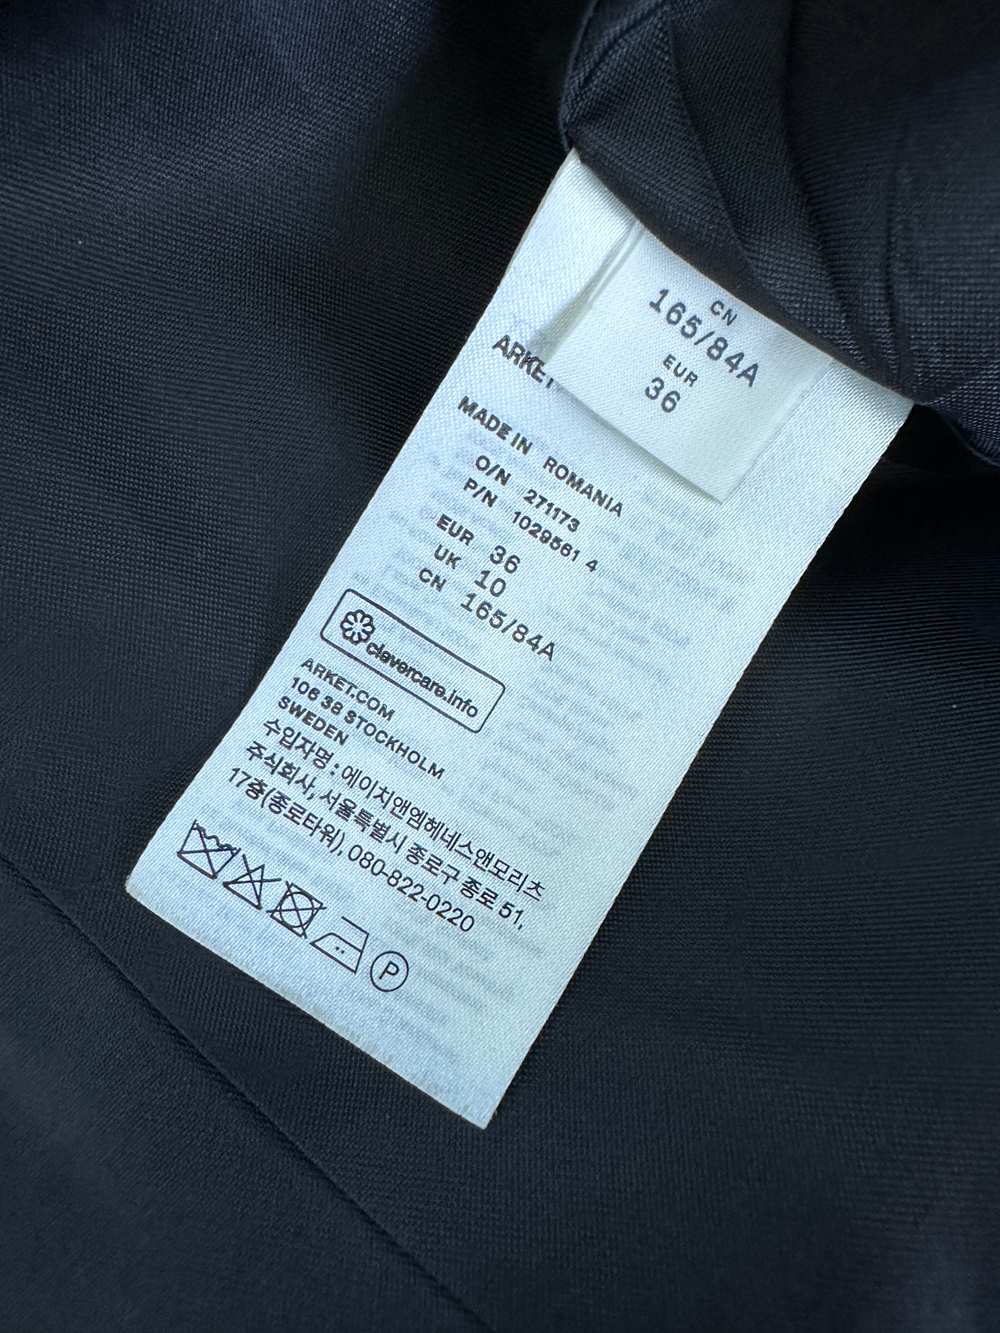 CN
165/84A
EUR
36
ARKET
MADE IN ROMANIA
O/N 271173
P/N 1029561 4
EUR 36
UK 10
CN 165/84A
clevercare.info
ARKET.COM
106 38 STOCKHOLM
SWEDEN
수입자명 : 에이치앤엠헤네스앤모리츠
주식회사, 서울특별시 종로구 종로 51,
17층(종로타워), 080-822-0220
P